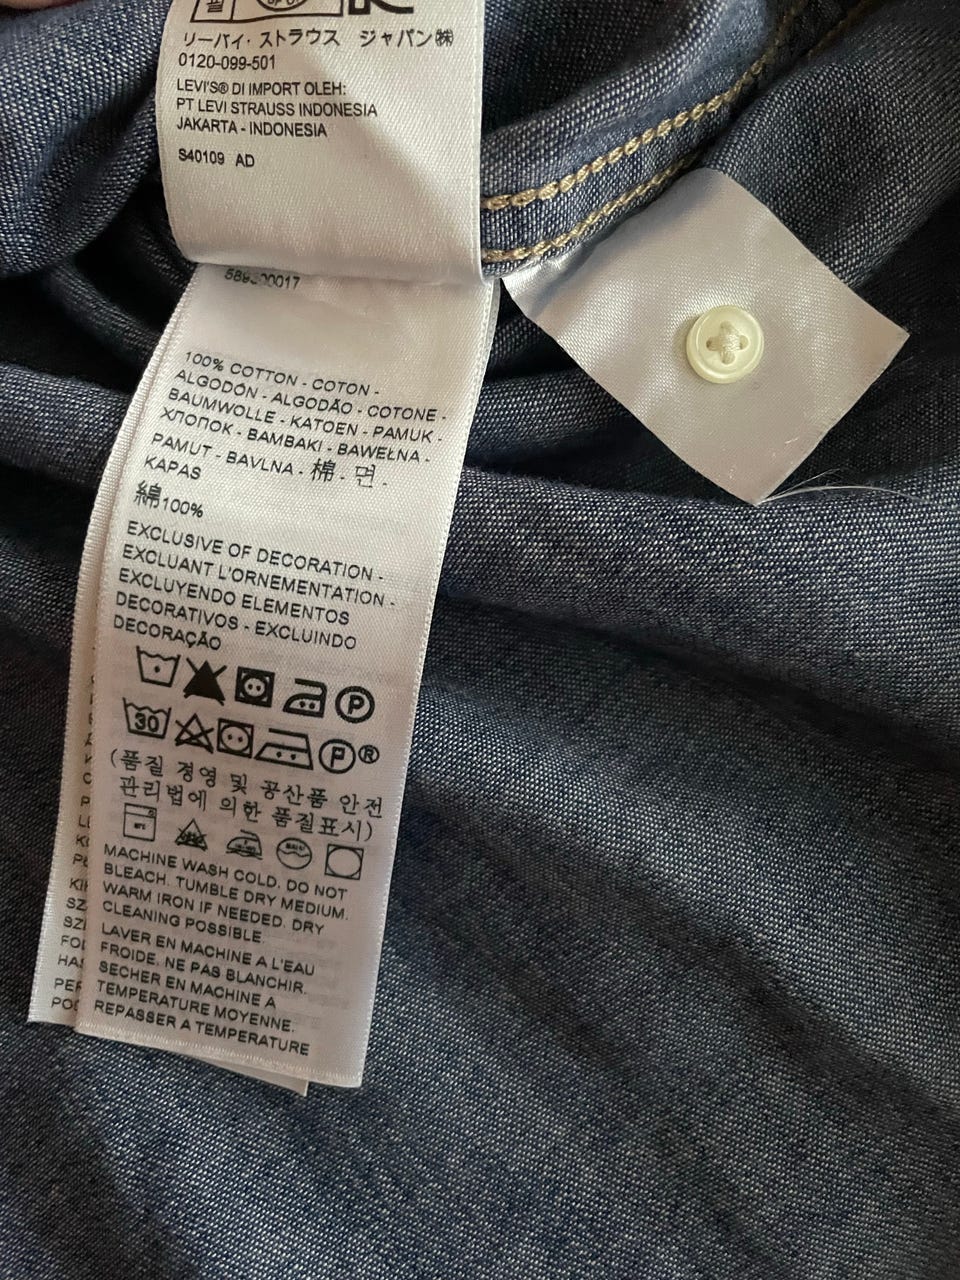 リーバイ・ストラウス ジャパン㈱
0120-099-501
LEVI'S® DI IMPORT OLEH:
PT LEVI STRAUSS INDONESIA
JAKARTA - INDONESIA
S40109 AD
100% COTTON - COTON -
ALGODÓN - ALGODÃO - COTONE -
BAUMWOLLE - KATOEN - PAMUK -
ХЛОПОК - BAMBAKI - BAWEŁNA -
PAMUT - BAVLNA - 棉 - 면 -
KAPAS
綿100%
EXCLUSIVE OF DECORATION -
EXCLUANT L'ORNEMENTATION -
EXCLUYENDO ELEMENTOS
DECORATIVOS - EXCLUINDO
DECORAÇÃO
P
30 P ®
(품질 경영 및 공산품 안전
관리법에 의한 품질표시)
MACHINE WASH COLD. DO NOT
BLEACH. TUMBLE DRY MEDIUM.
WARM IRON IF NEEDED. DRY
CLEANING POSSIBLE.
LAVER EN MACHINE A L'EAU
FROIDE. NE PAS BLANCHIR.
SECHER EN MACHINE A
TEMPERATURE MOYENNE.
REPASSER A TEMPERATURE